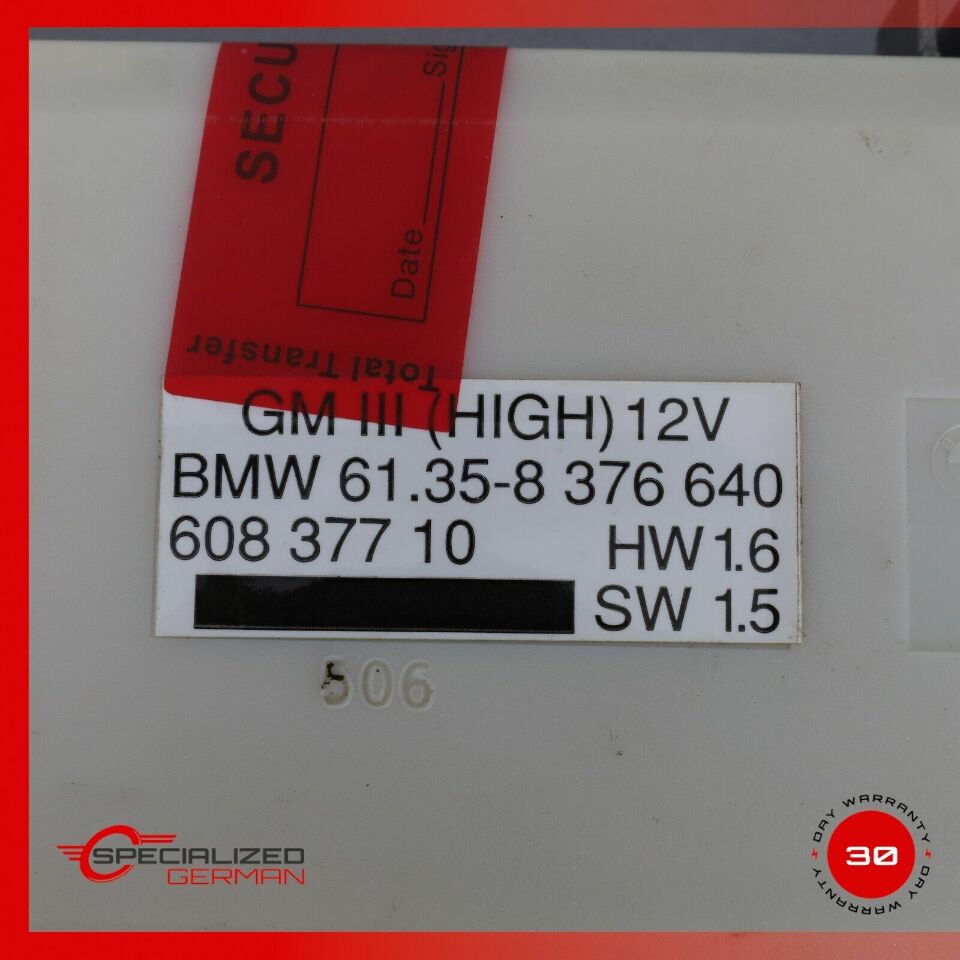 SECU
Sig
Date
Total Transfer
GM III (HIGH) 12V
BMW 61.35-8 376 640
608 377 10 HW 1.6
SW 1.5
506
SPECIALIZED
GERMAN
DAY WARRANTY
30
DAY WARRANTY